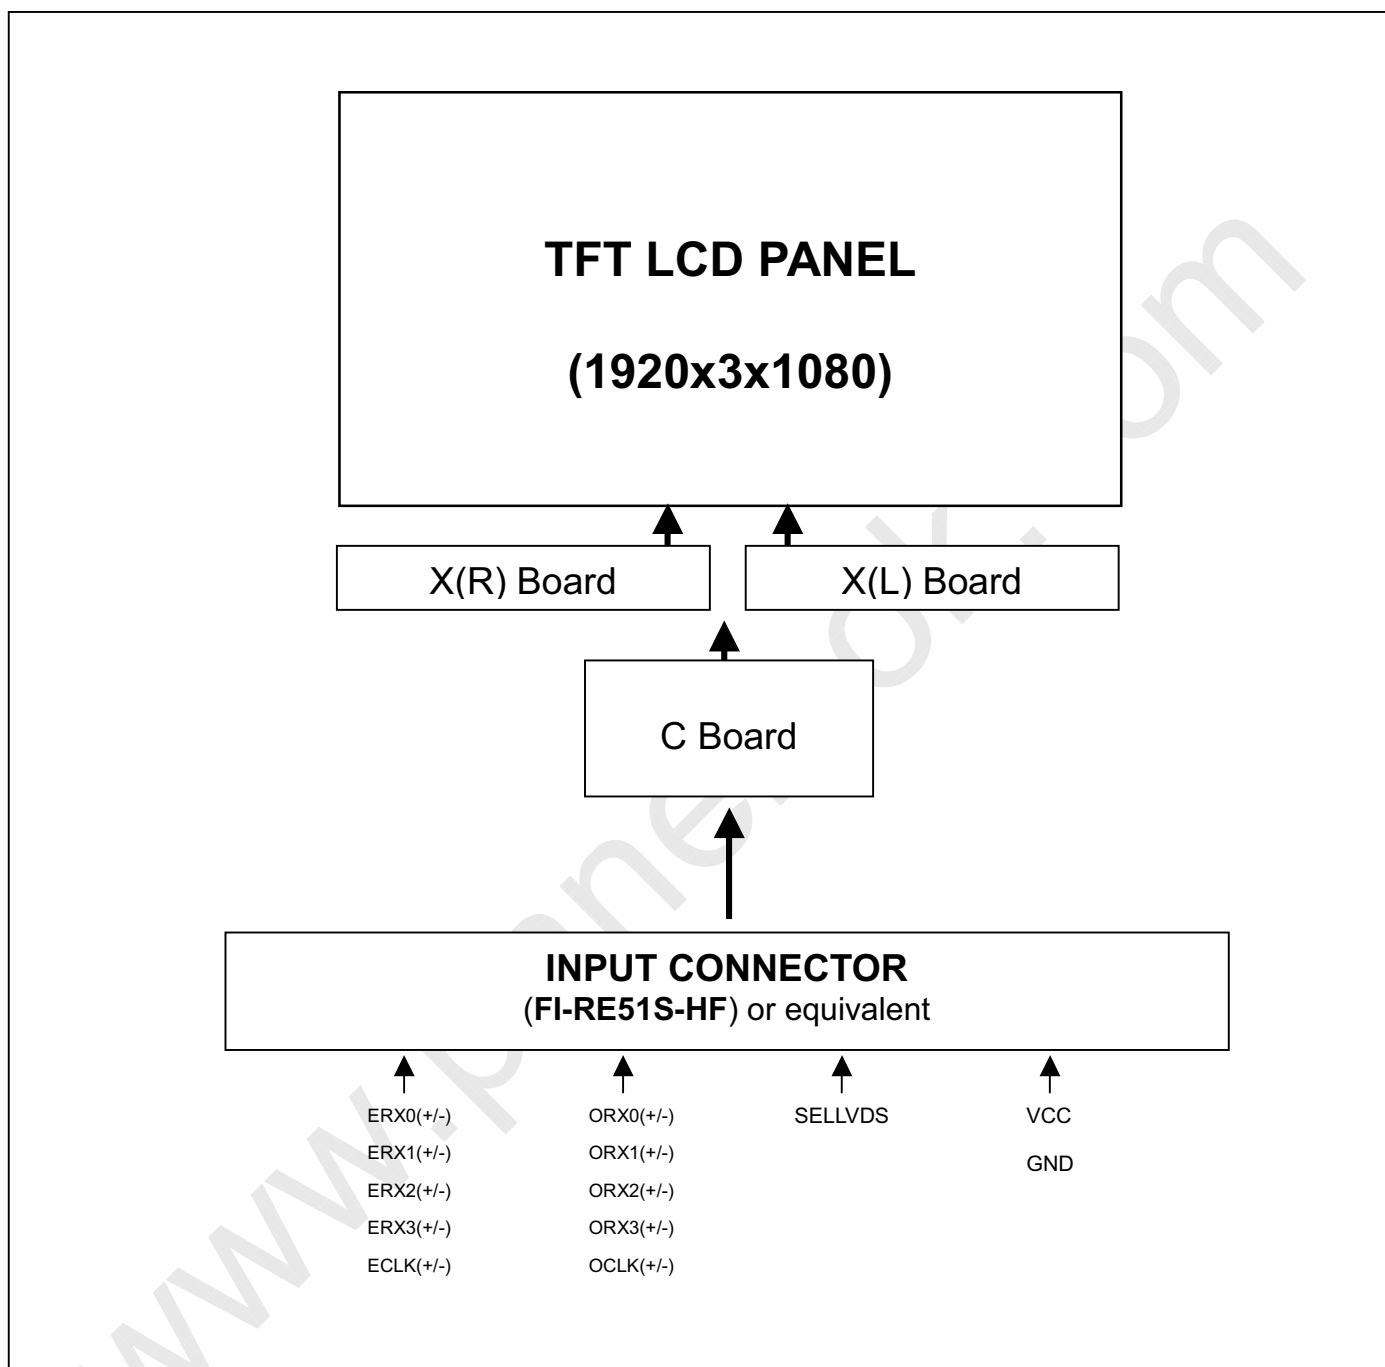 TFT LCD PANEL
(1920x3x1080)
X(R) Board
X(L) Board
C Board
INPUT CONNECTOR
(FI-RE51S-HF) or equivalent
ERX0(+/-)
ERX1(+/-)
ERX2(+/-)
ERX3(+/-)
ECLK(+/-)
ORX0(+/-)
ORX1(+/-)
ORX2(+/-)
ORX3(+/-)
OCLK(+/-)
SELLVDS
VCC
GND